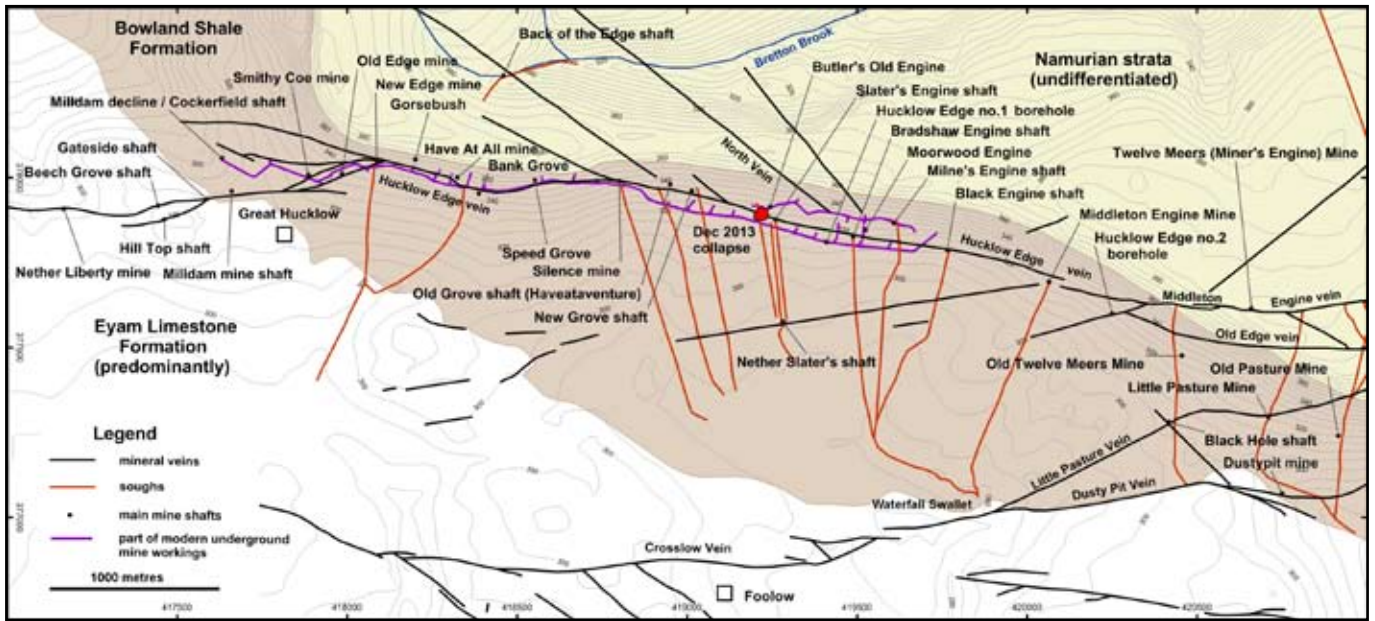 Bowland Shale
Formation
Back of the Edge shaft
Bretton Brook
Namurian strata
(undifferentiated)
Old Edge mine
Smithy Coe mine
New Edge mine
Milldam decline / Cockerfield shaft
Gorsebush
Butler's Old Engine
Slater's Engine shaft
Hucklow Edge no.1 borehole
Bradshaw Engine shaft
Moorwood Engine
Milne's Engine shaft
Black Engine shaft
Twelve Meers (Miner's Engine) Mine
Gateside shaft
Have At All mine
Bank Grove
North Vein
Beech Grove shaft
Hucklow Edge vein
Great Hucklow
Middleton Engine Mine
Hucklow Edge no.2
borehole
Dec 2013
collapse
Hill Top shaft
Nether Liberty mine
Milldam mine shaft
Speed Grove
Silence mine
Hucklow Edge
vein
Old Grove shaft (Haveataventure)
New Grove shaft
Middleton
Engine vein
Old Edge vein
Eyam Limestone
Formation
(predominantly)
Nether Slater's shaft
Old Twelve Meers Mine
Old Pasture Mine
Little Pasture Mine
Little Pasture Vein
Black Hole shaft
Dustypit mine
Dusty Pit Vein
Waterfall Swallet
Crosslow Vein
Foolow
Legend
mineral veins
soughs
main mine shafts
part of modern underground
mine workings
1000 metres
378000
377500
377000
417500
418000
418500
419000
419500
420000